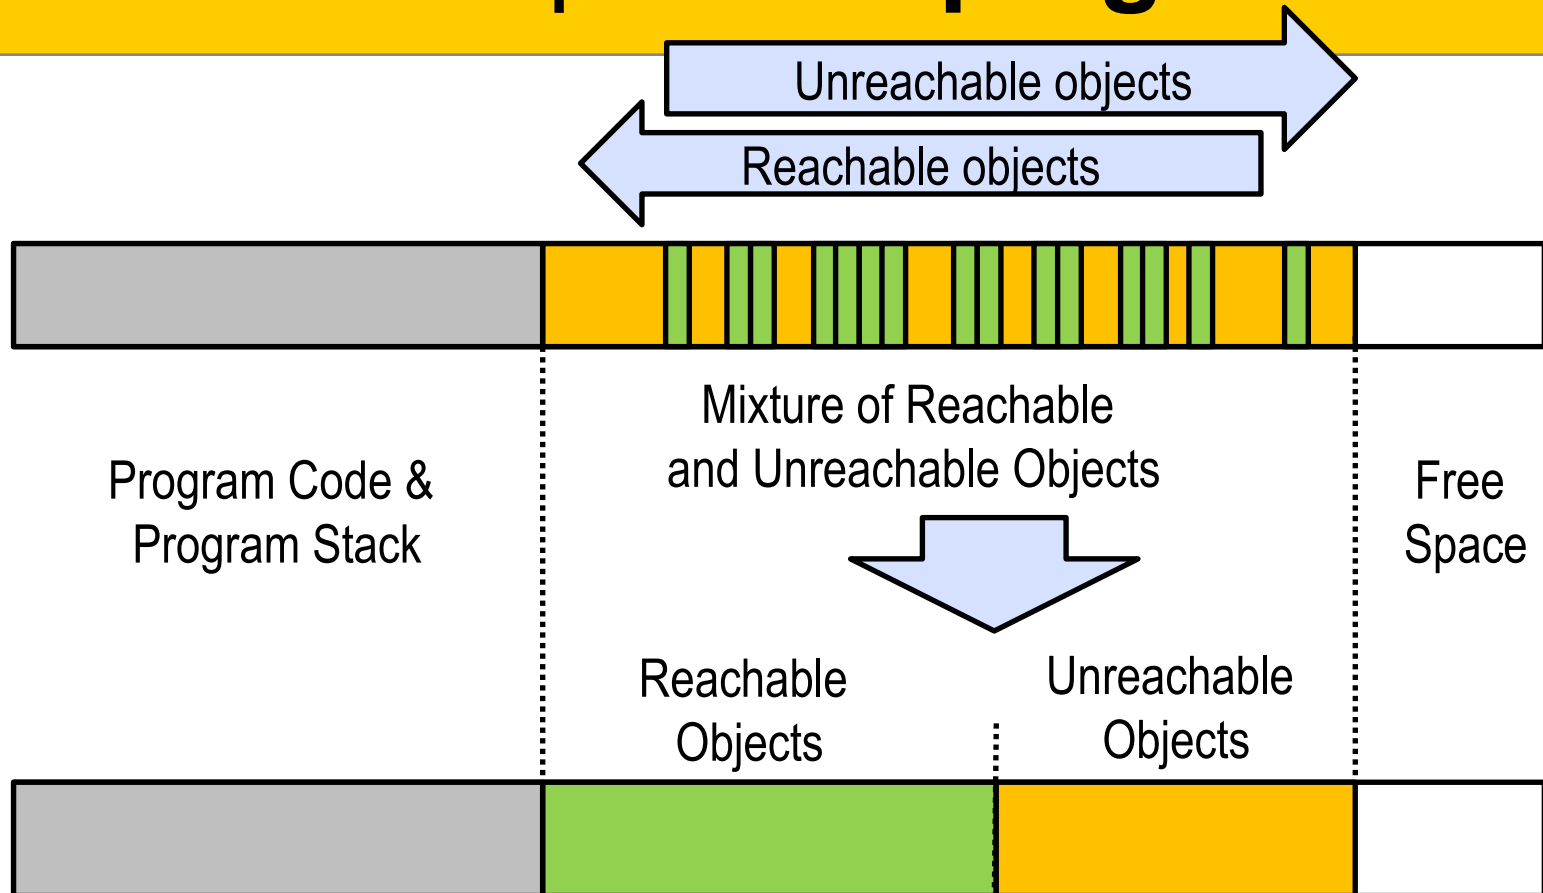 Unreachable objects
Reachable objects
Mixture of Reachable
and Unreachable Objects
Program Code &
Program Stack
Free
Space
Reachable
Objects
Unreachable
Objects